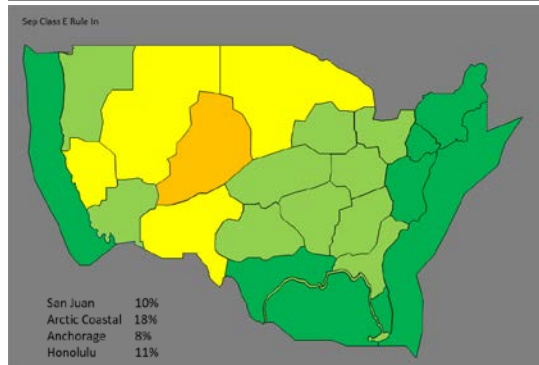 Sep Class E Rule In
San Juan 10%
Arctic Coastal 18%
Anchorage 8%
Honolulu 11%